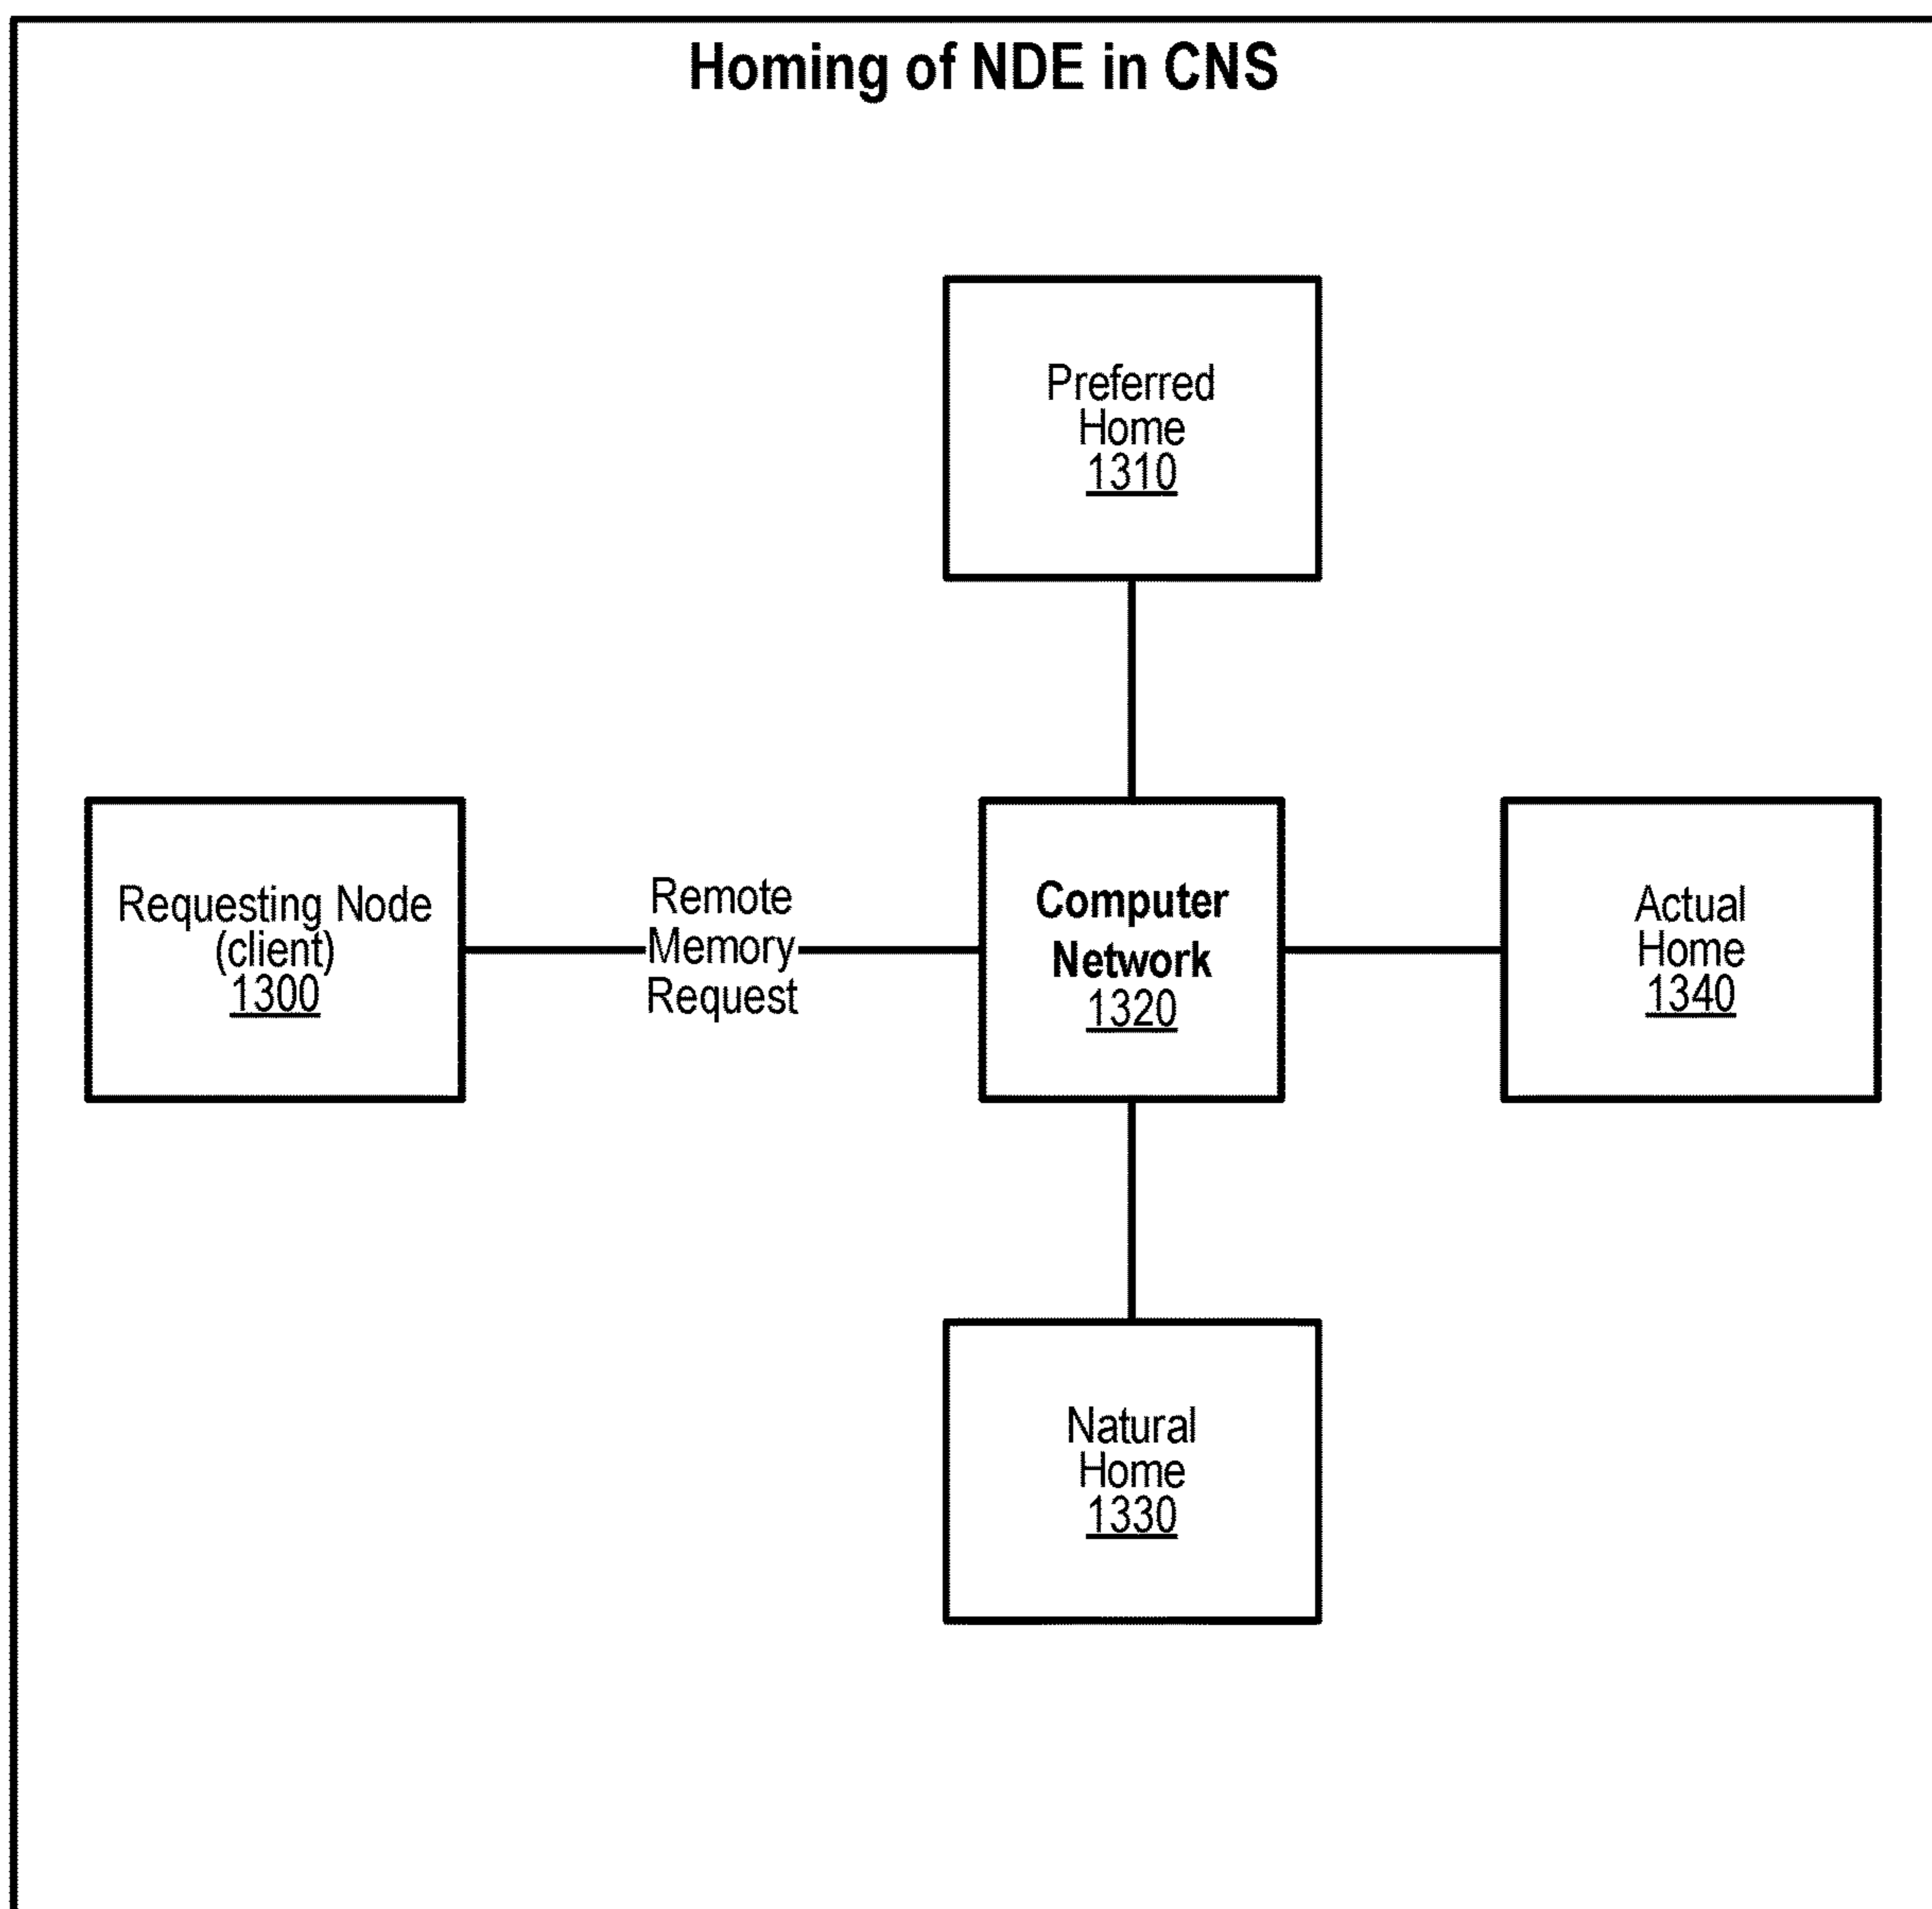 Homing of NDE in CNS
Preferred
Home
1310
Requesting Node
(client)
1300
Remote
Memory
Request
Computer
Network
1320
Actual
Home
1340
Natural
Home
1330